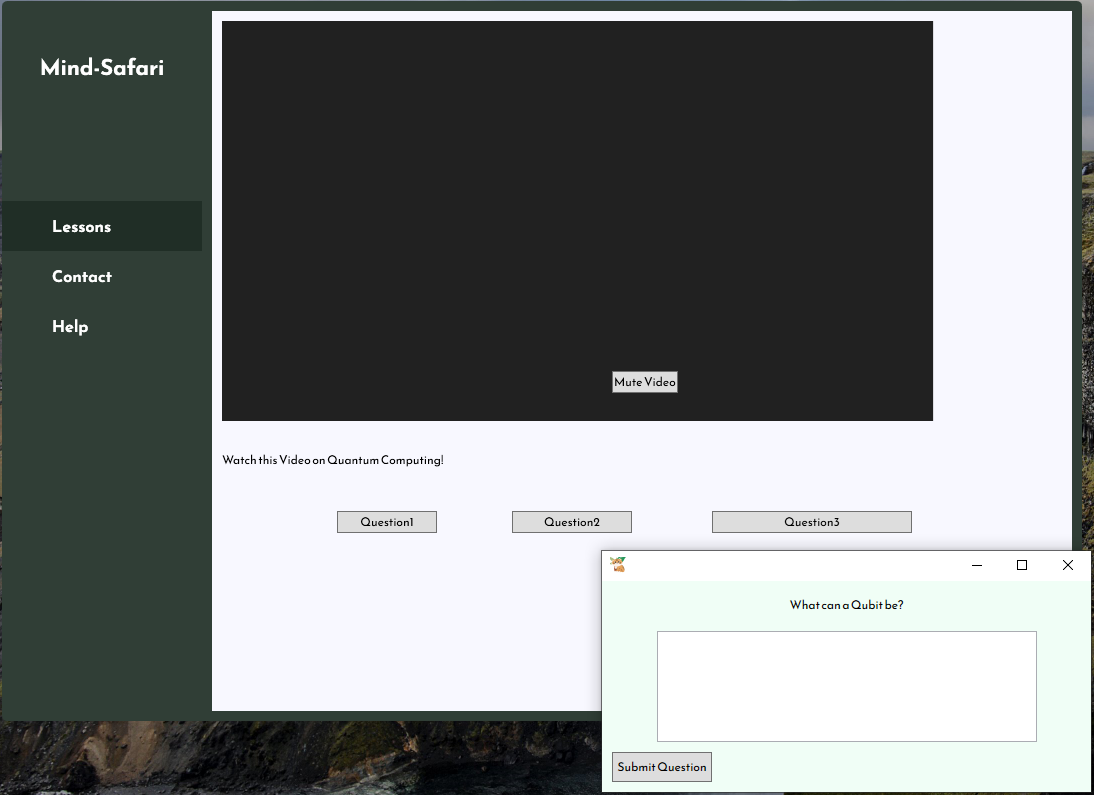 Mind-Safari
Lessons
Contact
Help
Mute Video
Watch this Video on Quantum Computing!
Question1
Question2
Question3
What can a Qubit be?
Submit Question